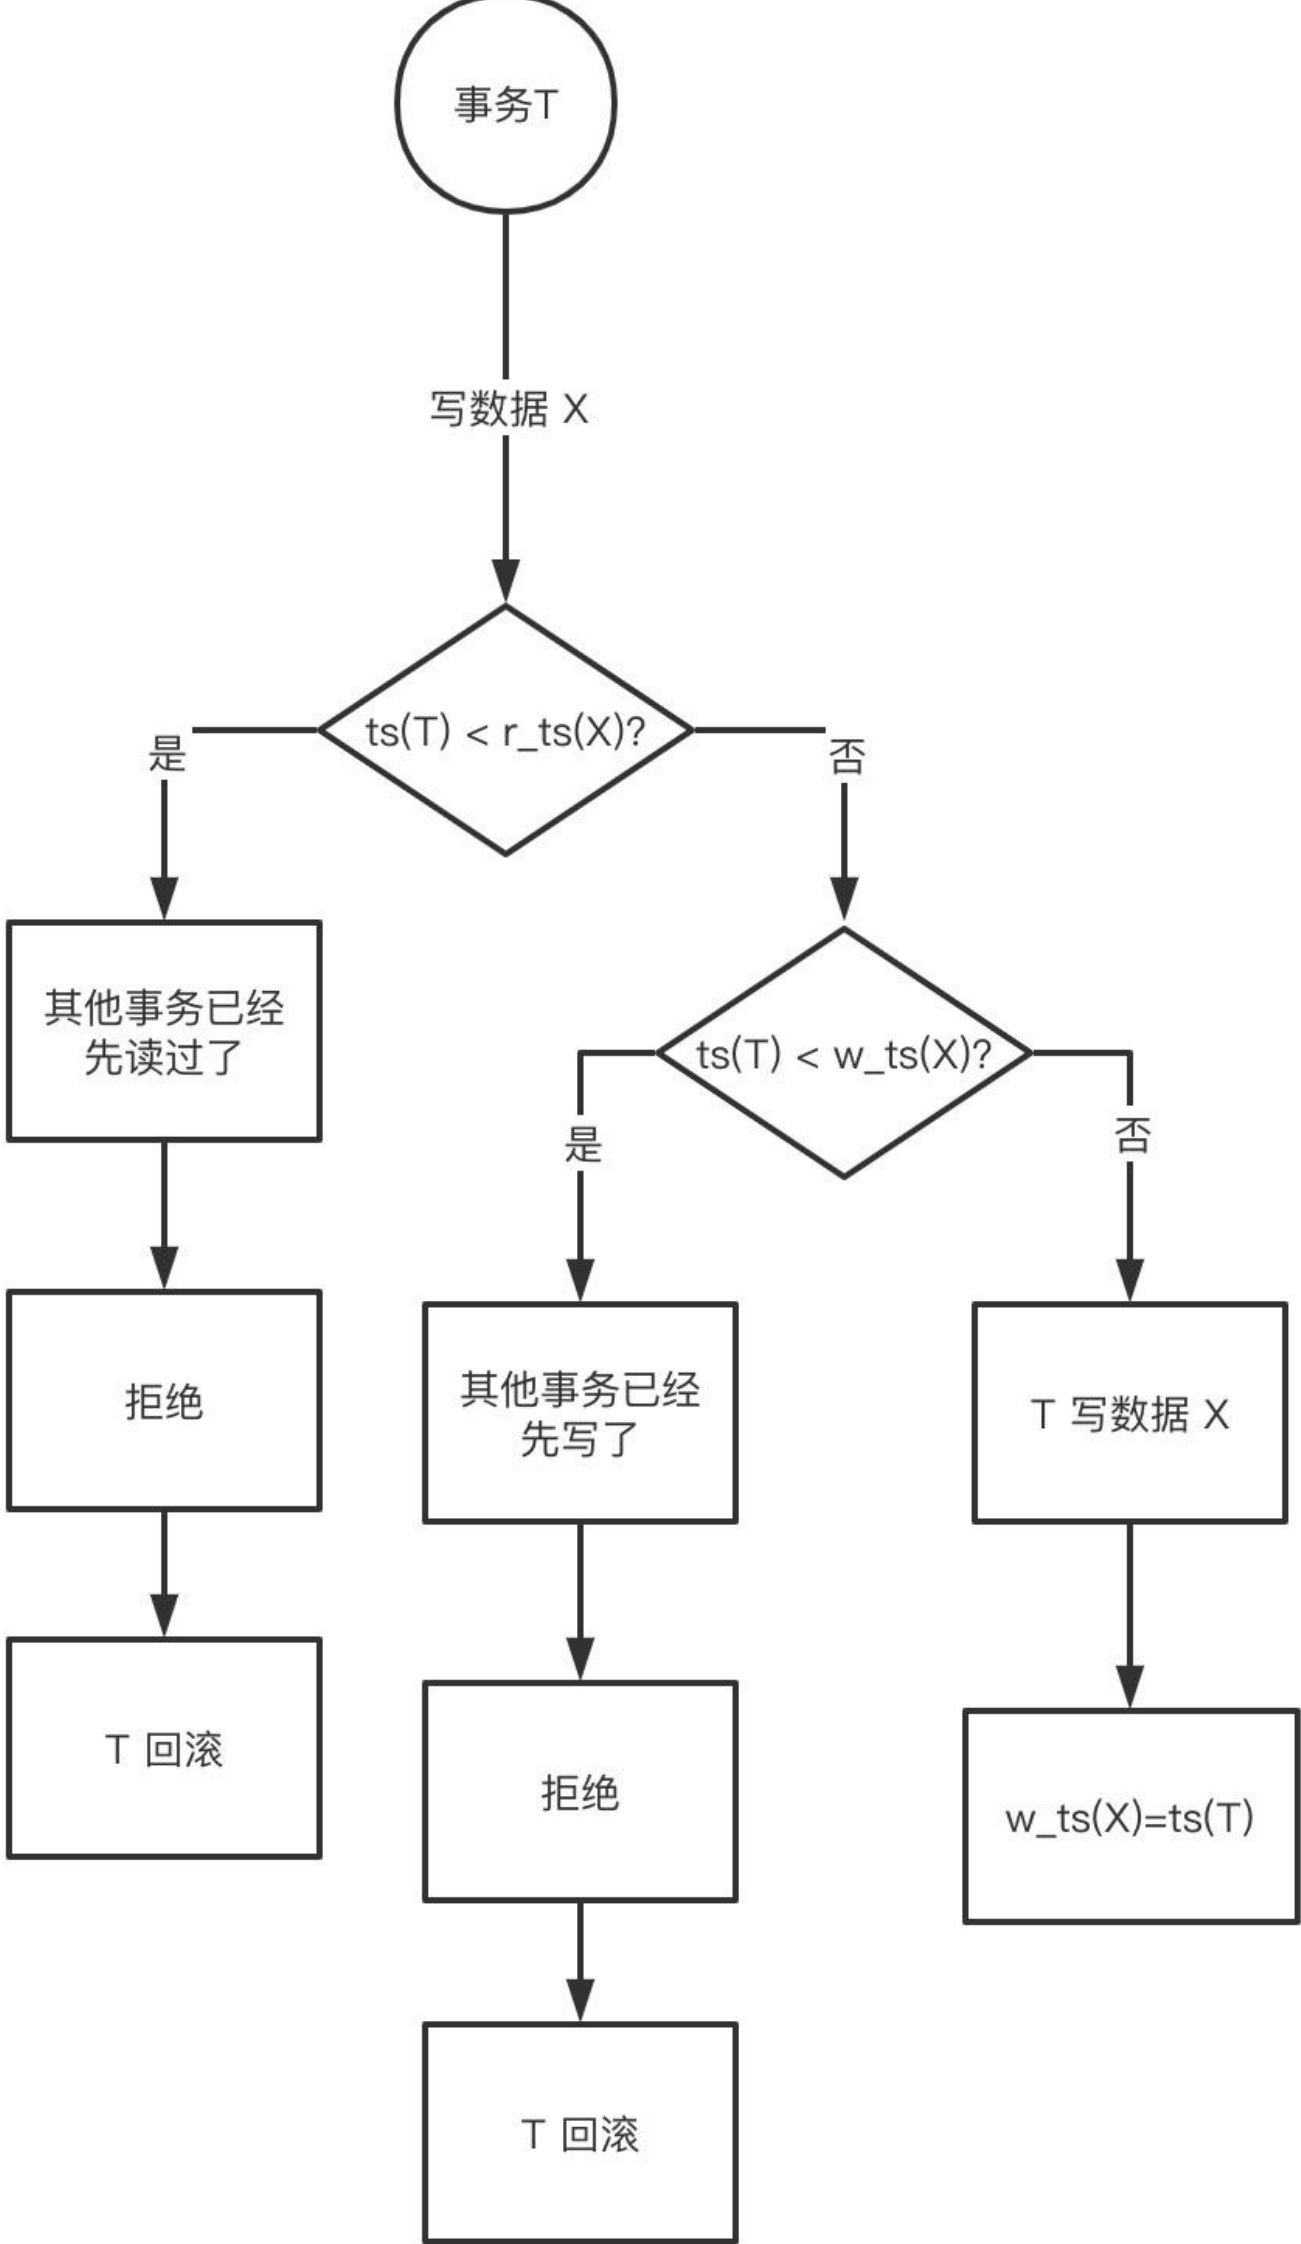 事务T
写数据 X
ts(T) < r_ts(X)?
是
否
其他事务已经
先读过了
拒绝
T 回滚
ts(T) < w_ts(X)?
是
否
其他事务已经
先写了
拒绝
T 回滚
T 写数据 X
w_ts(X)=ts(T)